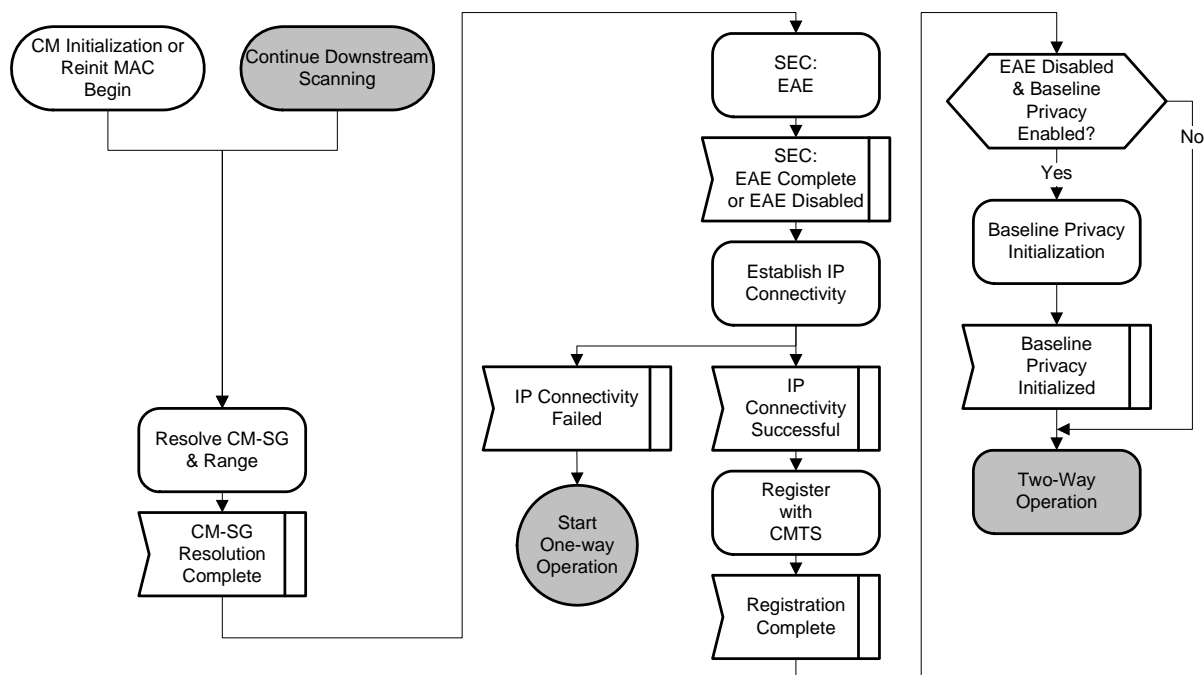 CM Initialization or
Reinit MAC
Begin
Continue Downstream
Scanning
Resolve CM-SG
& Range
CM-SG
Resolution
Complete
SEC:
EAE
SEC:
EAE Complete
or EAE Disabled
Establish IP
Connectivity
IP Connectivity
Failed
Start
One-way
Operation
IP
Connectivity
Successful
Register
with
CMTS
Registration
Complete
EAE Disabled
& Baseline
Privacy
Enabled?
No
Yes
Baseline Privacy
Initialization
Baseline
Privacy
Initialized
Two-Way
Operation